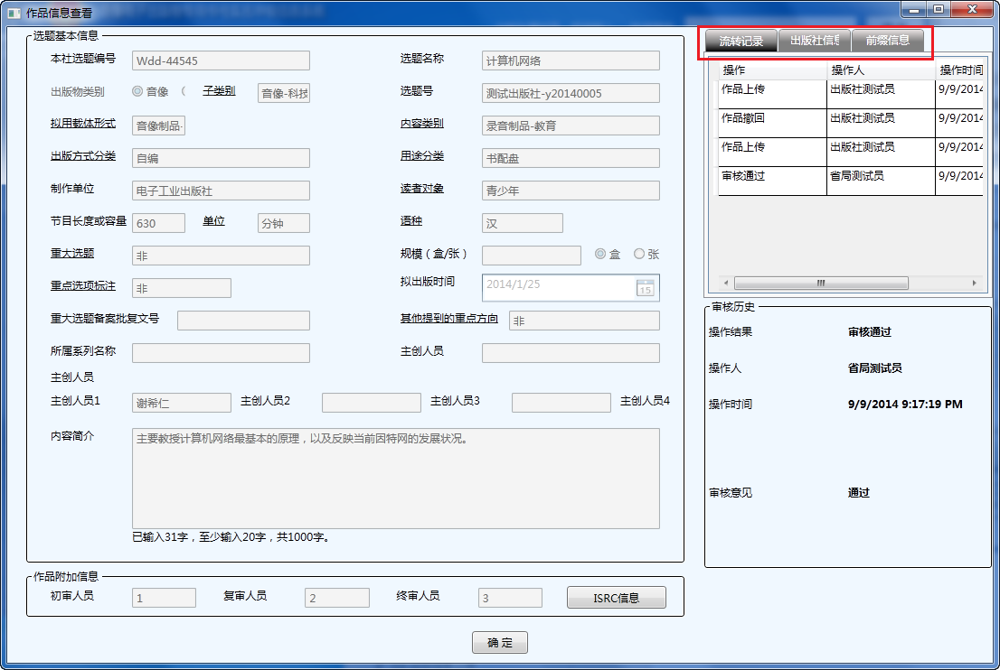 作品信息查看
选题基本信息
本社选题编号 Wdd-44545 选题名称 计算机网络
出版物类别 音像 ( 子类别 音像-科技 选题号 测试出版社-y20140005
拟用载体形式 音像制品- 内容类别 录音制品-教育
出版方式分类 自编 用途分类 书配盘
制作单位 电子工业出版社 读者对象 青少年
节目长度或容量 630 单位 分钟 语种 汉
重大选题 非 规模（盒/张） 盒 张
重点选项标注 非 拟出版时间 2014/1/25 15
重大选题备案批复文号 其他提到的重点方向 非
所属系列名称 主创人员
主创人员
主创人员1 谢希仁 主创人员2 主创人员3 主创人员4
内容简介 主要教授计算机网络最基本的原理，以及反映当前因特网的发展状况。
已输入31字，至少输入20字，共1000字。
作品附加信息
初审人员 1 复审人员 2 终审人员 3 ISRC信息
确 定
流转记录 出版社信息 前缀信息
操作 操作人 操作时间
作品上传 出版社测试员 9/9/2014
作品撤回 出版社测试员 9/9/2014
作品上传 出版社测试员 9/9/2014
审核通过 省局测试员 9/9/2014
审核历史
操作结果 审核通过
操作人 省局测试员
操作时间 9/9/2014 9:17:19 PM
审核意见 通过